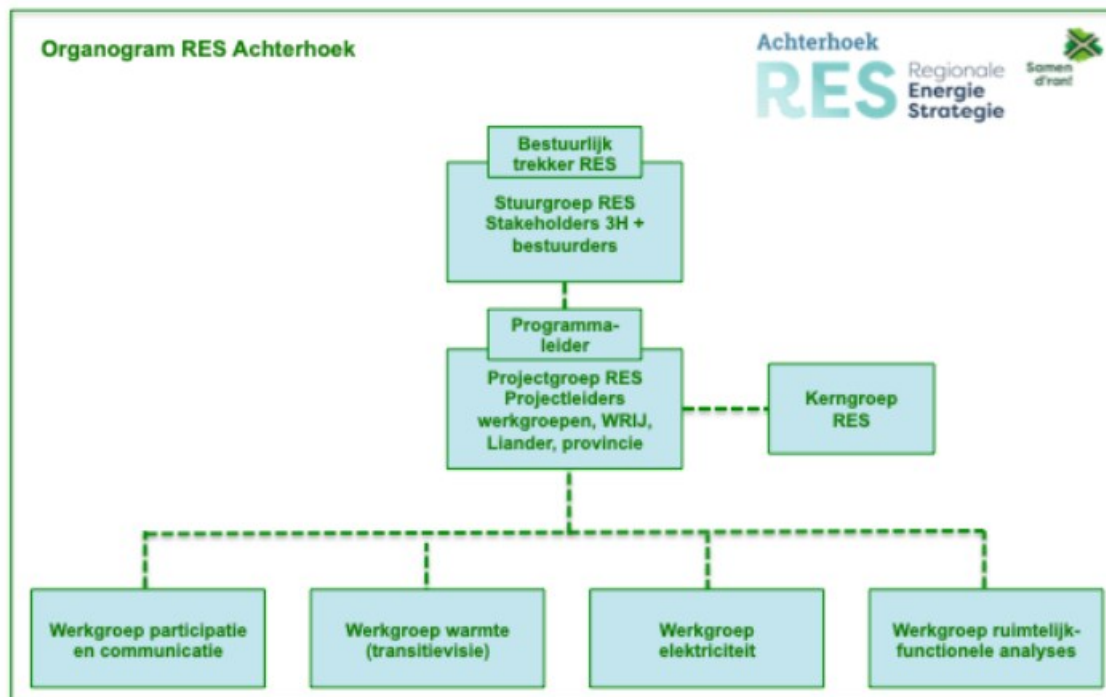 Organogram RES Achterhoek
Achterhoek
RES
Regionale
Energie
Strategie
Samen
d'ran!
Bestuurlijk
trekker RES
Stuurgroep RES
Stakeholders 3H +
bestuurders
Programma-
leider
Projectgroep RES
Projectleiders
werkgroepen, WRIJ,
Liander, provincie
Kerngroep
RES
Werkgroep participatie
en communicatie
Werkgroep warmte
(transitievisie)
Werkgroep
elektriciteit
Werkgroep ruimtelijk-
functionele analyses